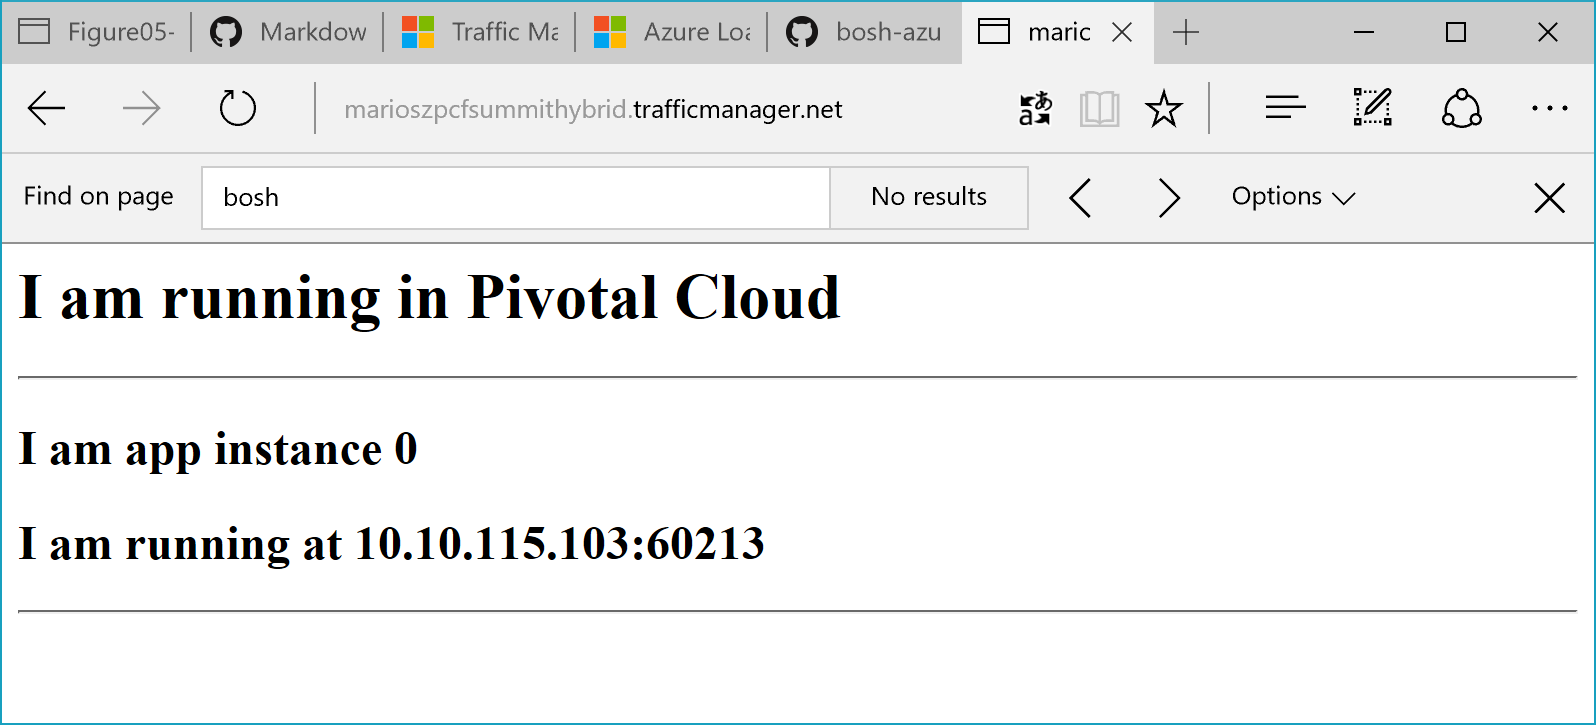 Figure05-
Markdow
Traffic Ma
Azure Loa
bosh-azu
maric
marioszpcfsummithybrid.trafficmanager.net
Find on page
bosh
No results
Options
I am running in Pivotal Cloud
I am app instance 0
I am running at 10.10.115.103:60213